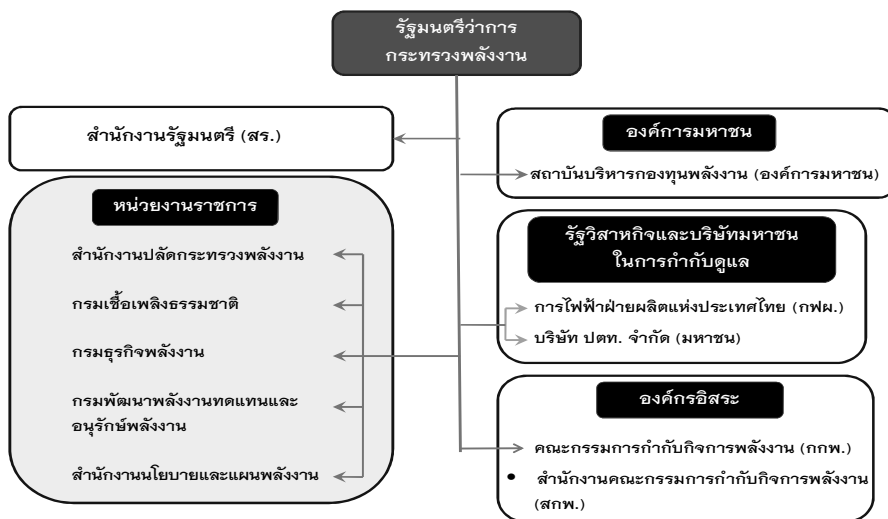 รัฐมนตรีว่าการ
กระทรวงพลังงาน
สำนักงานรัฐมนตรี (สร.)
หน่วยงานราชการ
สำนักงานปลัดกระทรวงพลังงาน
กรมเชื้อเพลิงธรรมชาติ
กรมธุรกิจพลังงาน
กรมพัฒนาพลังงานทดแทนและ
อนุรักษ์พลังงาน
สำนักงานนโยบายและแผนพลังงาน
องค์การมหาชน
สถาบันบริหารกองทุนพลังงาน (องค์การมหาชน)
รัฐวิสาหกิจและบริษัทมหาชน
ในการกำกับดูแล
การไฟฟ้าฝ่ายผลิตแห่งประเทศไทย (กฟผ.)
บริษัท ปตท. จำกัด (มหาชน)
องค์กรอิสระ
คณะกรรมการกำกับกิจการพลังงาน (กกพ.)
• สำนักงานคณะกรรมการกำกับกิจการพลังงาน
(สกพ.)